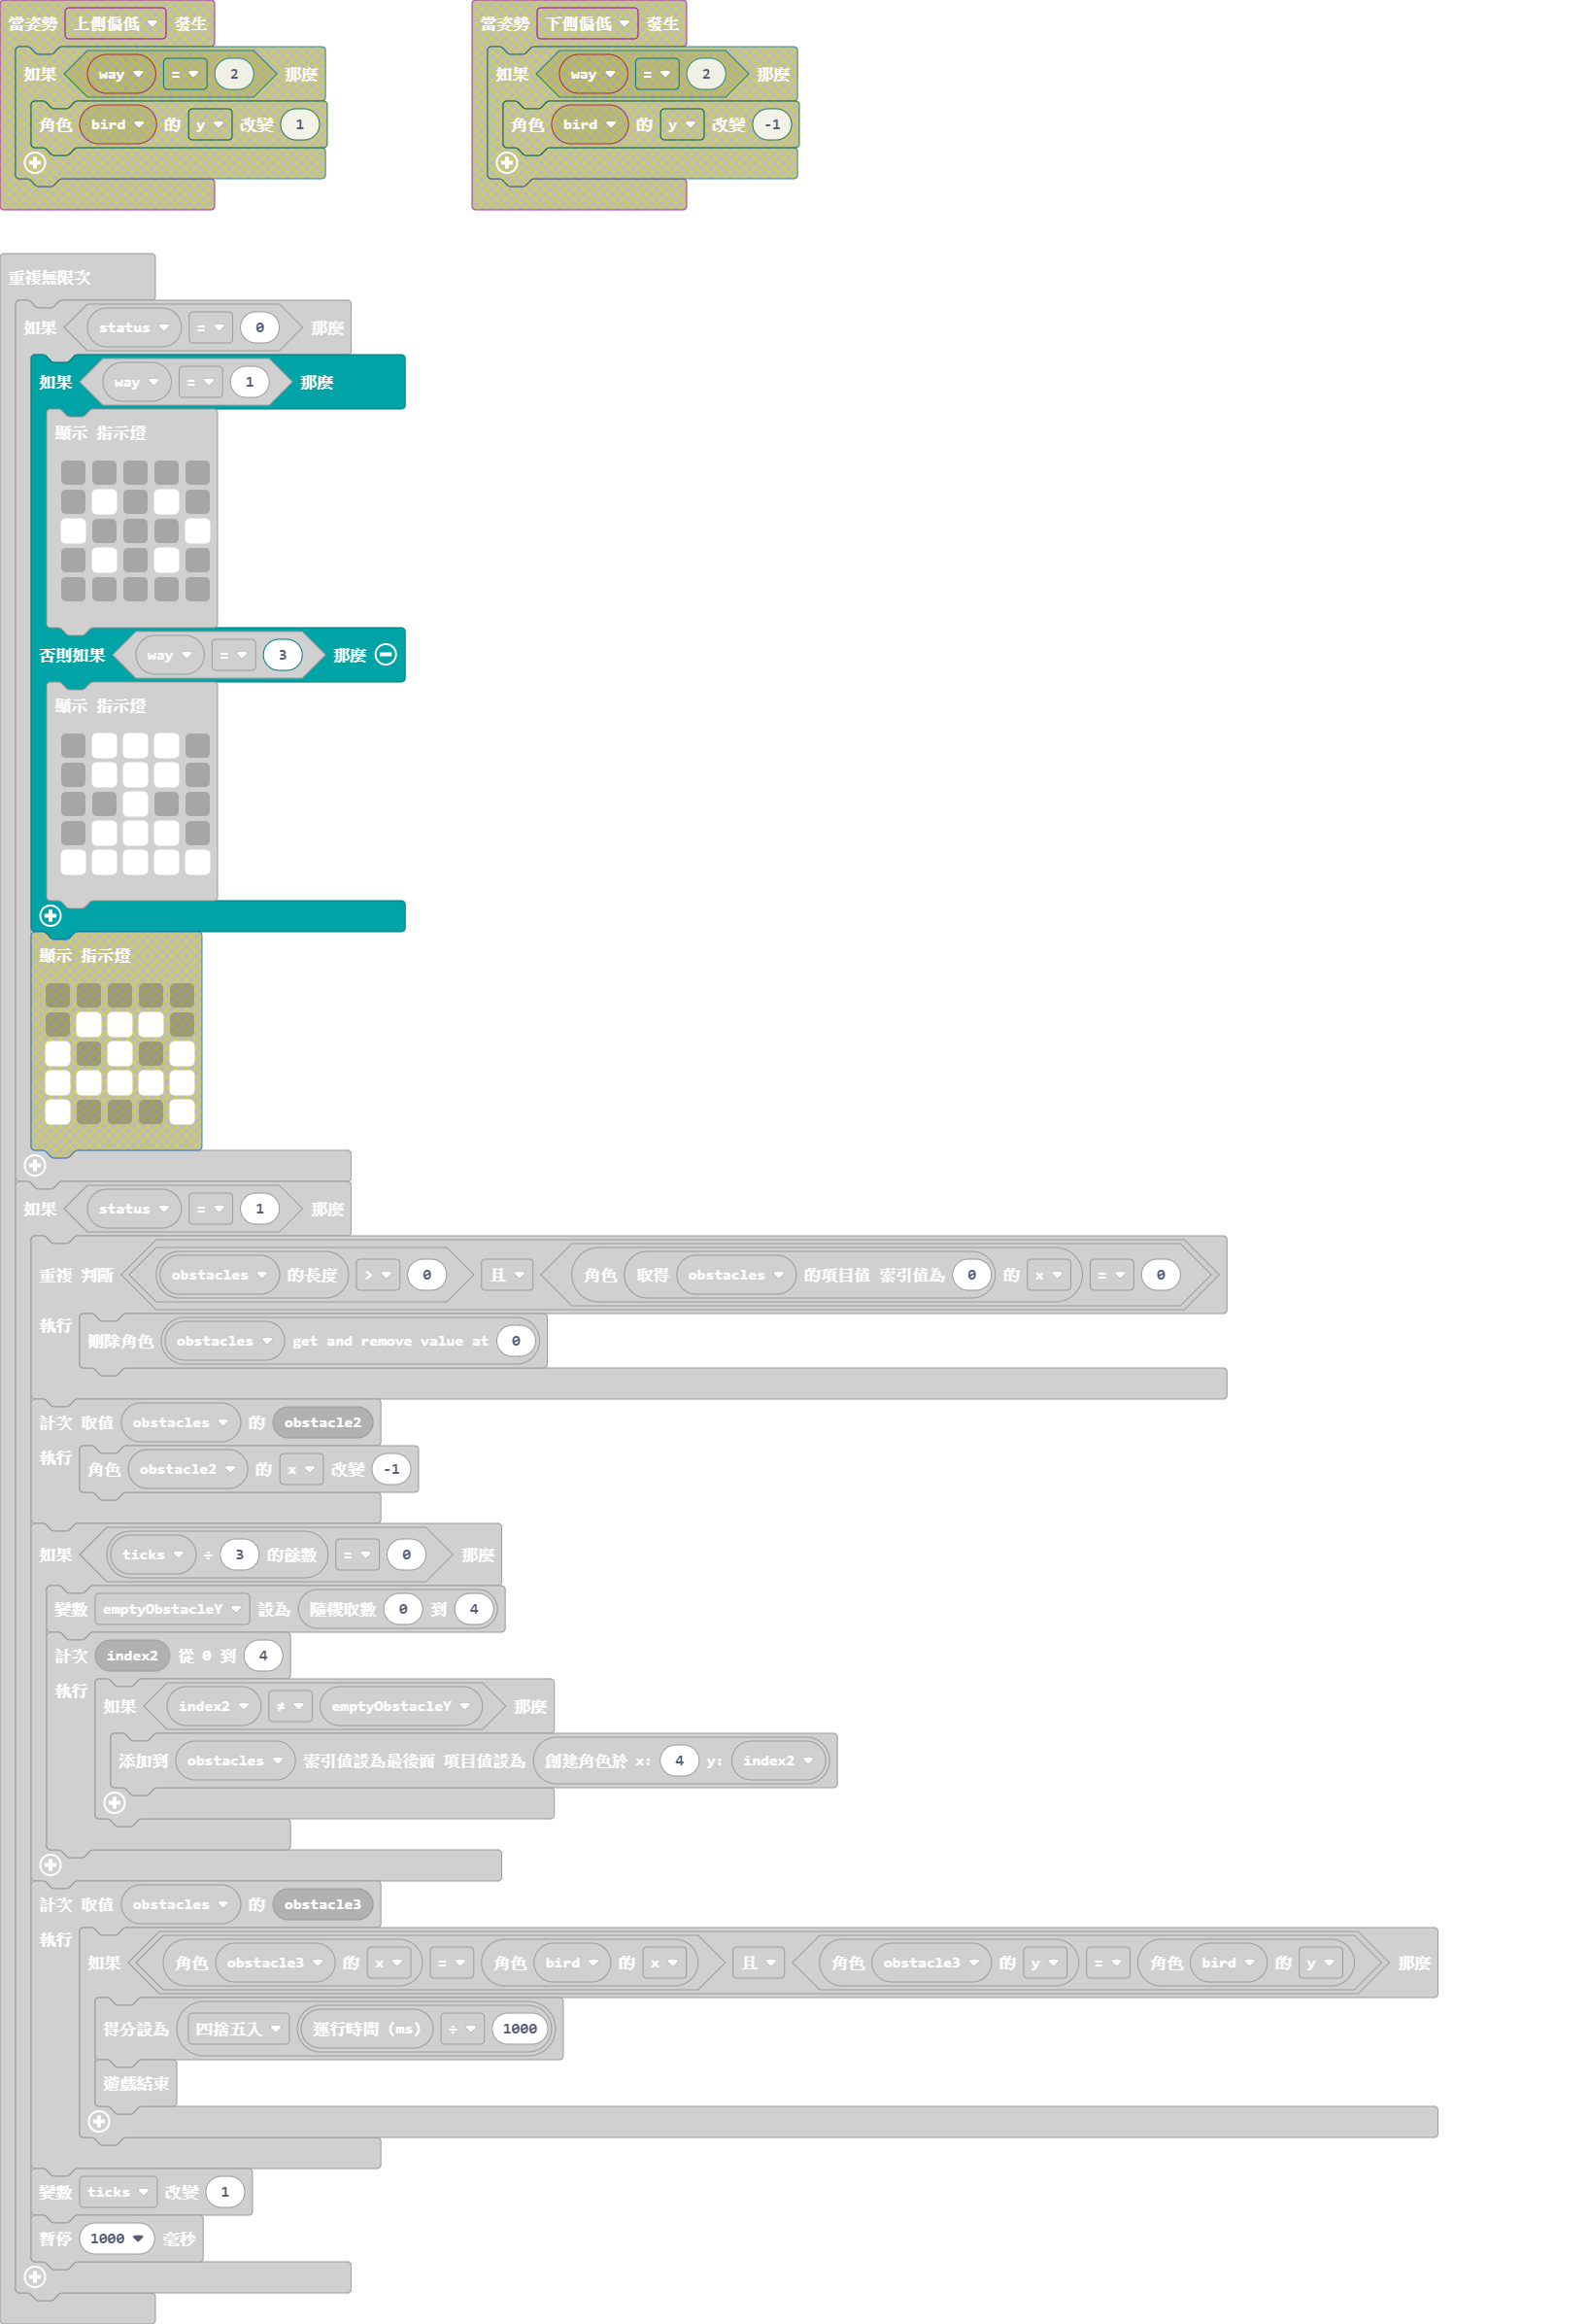 當姿勢 上側偏低 發生
如果 way = 2 那麼
角色 bird 的 y 改變 1
當姿勢 下側偏低 發生
如果 way = 2 那麼
角色 bird 的 y 改變 -1
重複無限次
如果 status = 0 那麼
如果 way = 1 那麼
顯示 指示燈
否則如果 way = 3 那麼
顯示 指示燈
顯示 指示燈
如果 status = 1 那麼
重複 判斷 obstacles 的長度 > 0 且 角色 取得 obstacles 的項目值 索引值為 0 的 x = 0
執行
刪除角色 obstacles get and remove value at 0
計次 取值 obstacles 的 obstacle2
執行
角色 obstacle2 的 x 改變 -1
如果 ticks ÷ 3 的餘數 = 0 那麼
變數 emptyObstacleY 設為 隨機取數 0 到 4
計次 index2 從 0 到 4
執行
如果 index2 ≠ emptyObstacleY 那麼
添加到 obstacles 索引值設為最後面 項目值設為 創建角色於 x: 4 y: index2
計次 取值 obstacles 的 obstacle3
執行
如果 角色 obstacle3 的 x = 角色 bird 的 x 且 角色 obstacle3 的 y = 角色 bird 的 y 那麼
得分設為 四捨五入 運行時間 (ms) ÷ 1000
遊戲結束
變數 ticks 改變 1
暫停 1000 毫秒